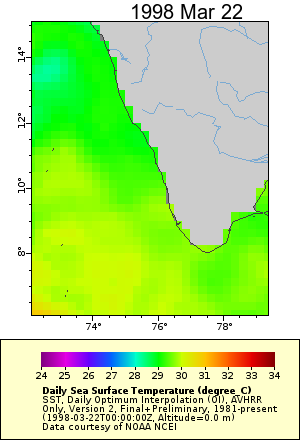 1998 Mar 22
14°
12°
10°
8°
74°
76°
78°
24 25 26 27 28 29 30 31 32 33 34
Daily Sea Surface Temperature (degree_C)
SST, Daily Optimum Interpolation (OI), AVHRR
Only, Version 2, Final+Preliminary, 1981-present
(1998-03-22T00:00:00Z, Altitude=0.0 m)
Data courtesy of NOAA NCEI